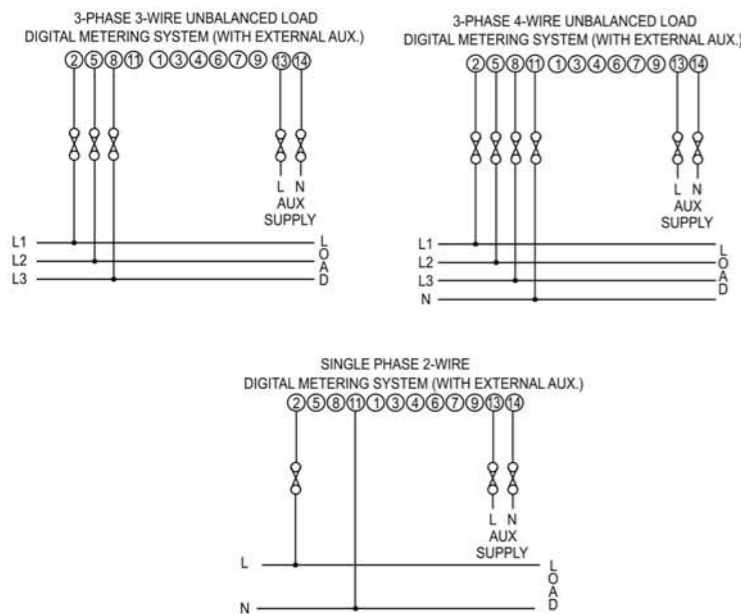 3-PHASE 3-WIRE UNBALANCED LOAD
DIGITAL METERING SYSTEM (WITH EXTERNAL AUX.)
2 5 8 11 1 3 4 6 7 9 13 14
L N
AUX
SUPPLY
L1
L2
L3
LOAD
3-PHASE 4-WIRE UNBALANCED LOAD
DIGITAL METERING SYSTEM (WITH EXTERNAL AUX.)
2 5 8 11 1 3 4 6 7 9 13 14
L N
AUX
SUPPLY
L1
L2
L3
N
LOAD
SINGLE PHASE 2-WIRE
DIGITAL METERING SYSTEM (WITH EXTERNAL AUX.)
2 5 8 11 1 3 4 6 7 9 13 14
L N
AUX
SUPPLY
L
N
LOAD